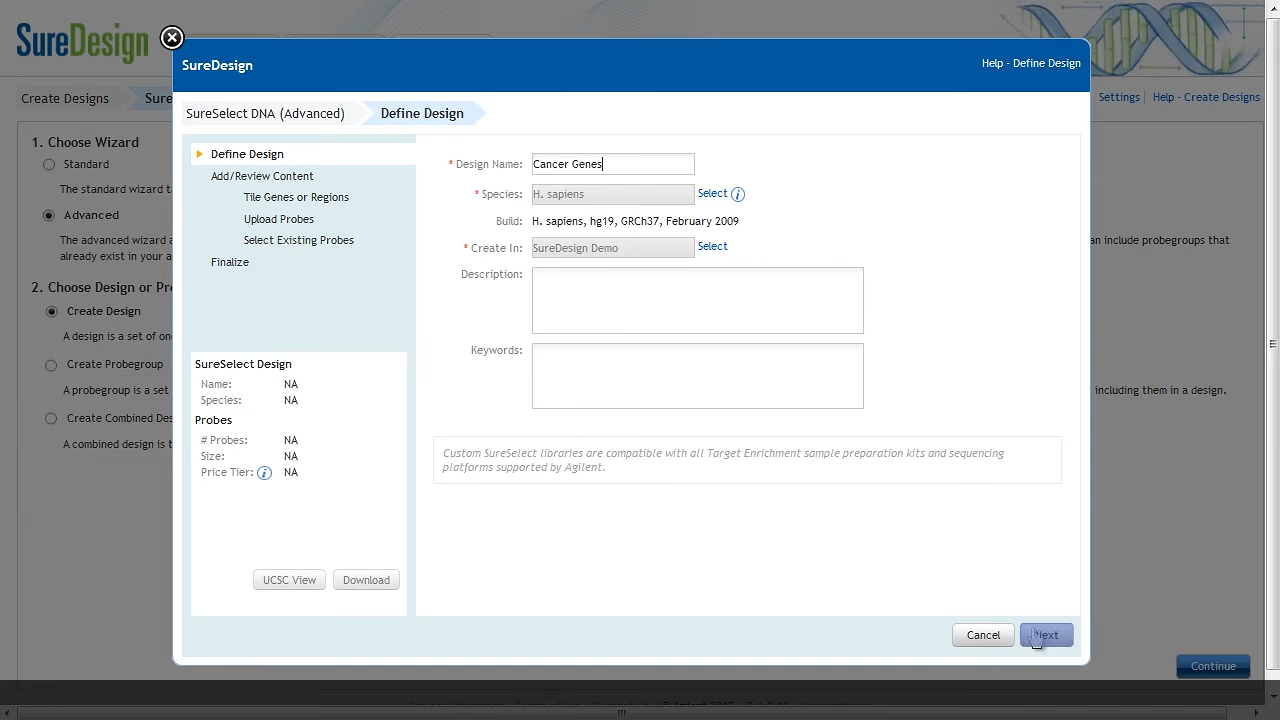 SureDesign
SureDesign
Help - Define Design
Create Designs
Sure
Settings
Help - Create Designs
SureSelect DNA (Advanced)
Define Design
1. Choose Wizard
Standard
The standard wizard t
Advanced
The advanced wizard a
already exist in your a
an include probegroups that
2. Choose Design or Pr
Create Design
A design is a set of on
Create Probegroup
A probegroup is a set
including them in a design.
Create Combined Des
A combined design is t
Define Design
Add/Review Content
Tile Genes or Regions
Upload Probes
Select Existing Probes
Finalize
SureSelect Design
Name: NA
Species: NA
Probes
# Probes: NA
Size: NA
Price Tier: i NA
UCSC View
Download
* Design Name: Cancer Genes
* Species: H. sapiens Select i
Build: H. sapiens, hg19, GRCh37, February 2009
* Create In: SureDesign Demo Select
Description:
Keywords:
Custom SureSelect libraries are compatible with all Target Enrichment sample preparation kits and sequencing
platforms supported by Agilent.
Cancel
Next
Continue